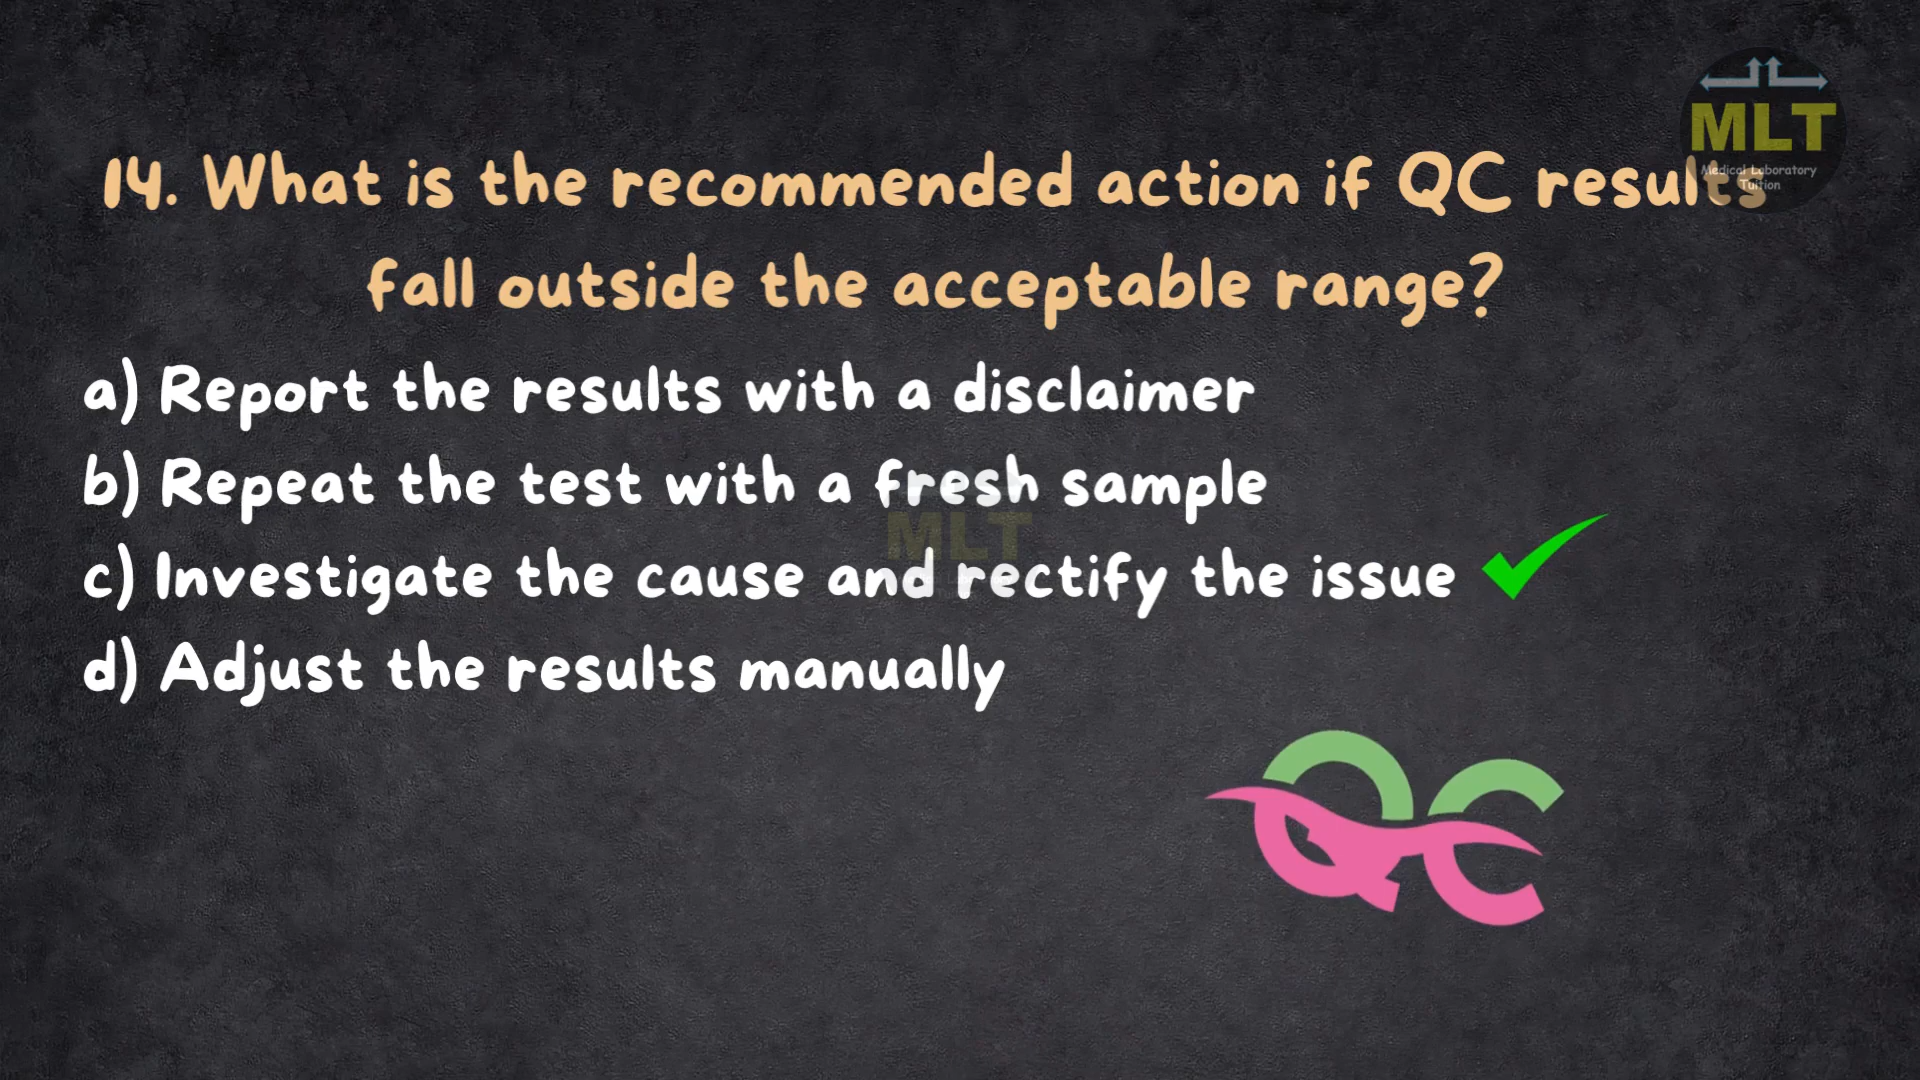 MLT
Medical Laboratory
Tuition
14. What is the recommended action if QC results
fall outside the acceptable range?
a) Report the results with a disclaimer
b) Repeat the test with a fresh sample
MLT
c) Investigate the cause and rectify the issue
d) Adjust the results manually
QC